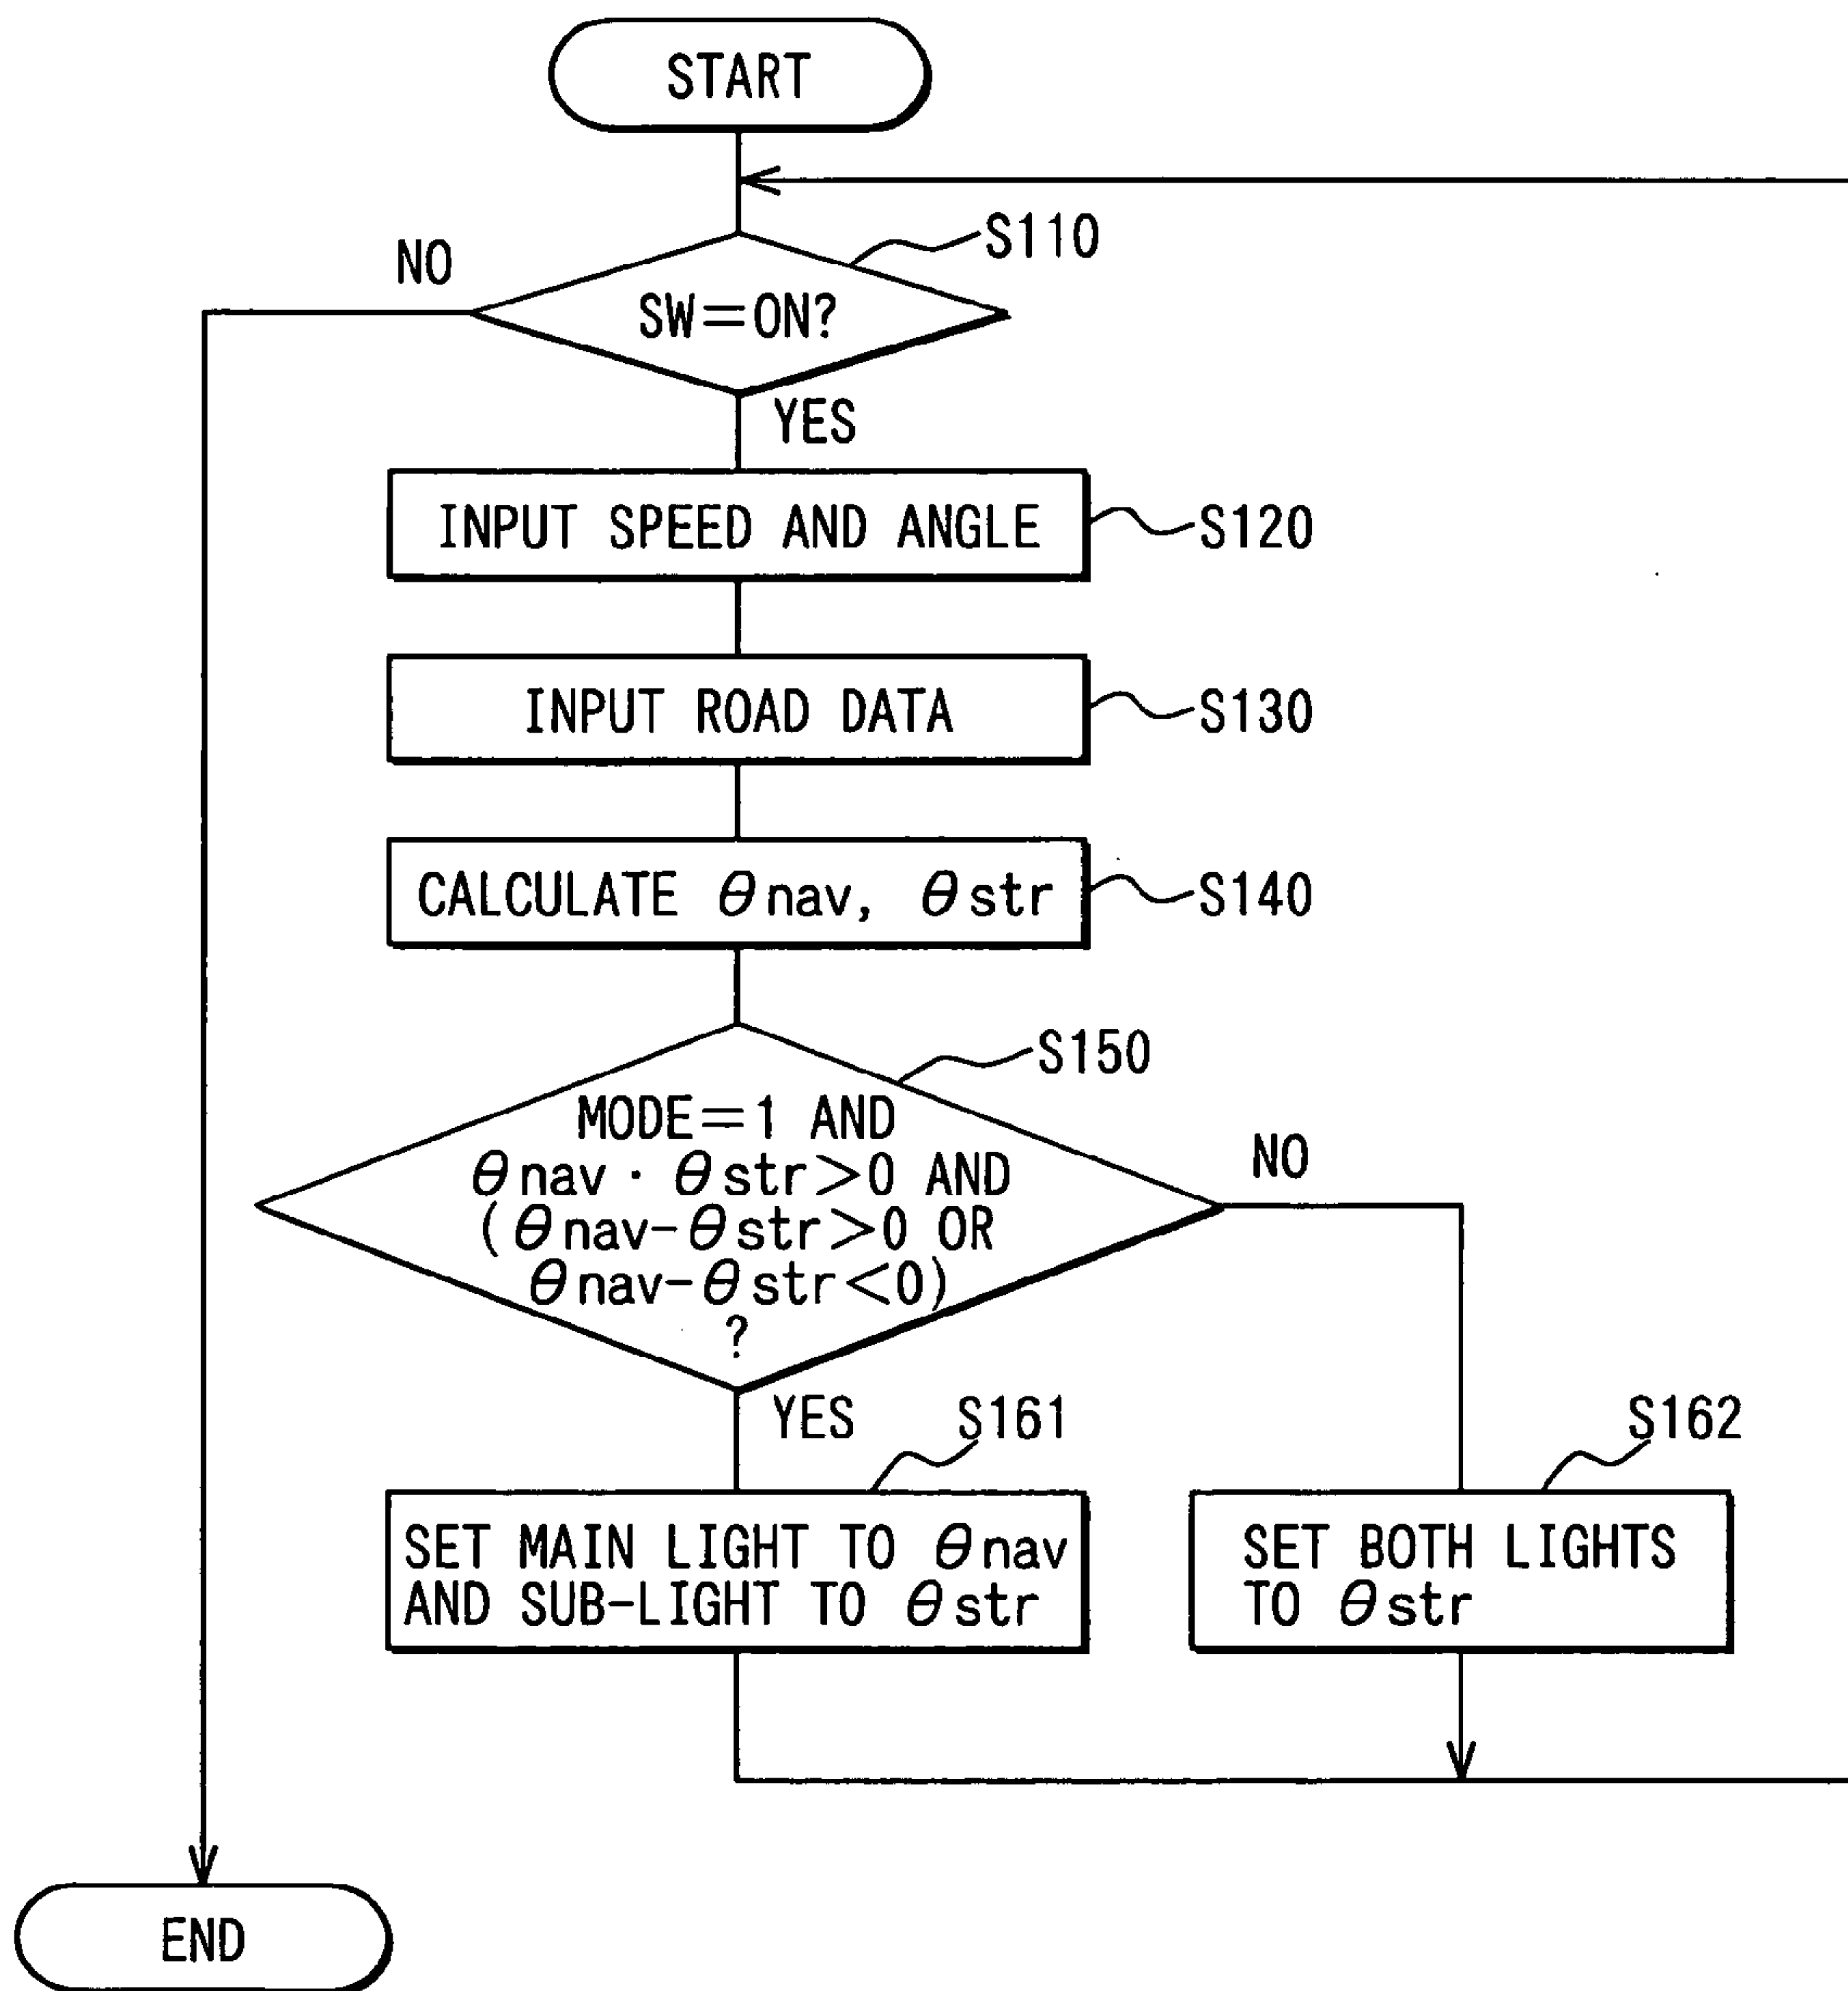 START
S110
NO
SW=ON?
YES
INPUT SPEED AND ANGLE
S120
INPUT ROAD DATA
S130
CALCULATE θnav, θstr
S140
S150
MODE=1 AND
θnav・θstr>0 AND
(θnav-θstr>0 OR
θnav-θstr<0)
?
NO
YES
S161
S162
SET MAIN LIGHT TO θnav
AND SUB-LIGHT TO θstr
SET BOTH LIGHTS
TO θstr
END